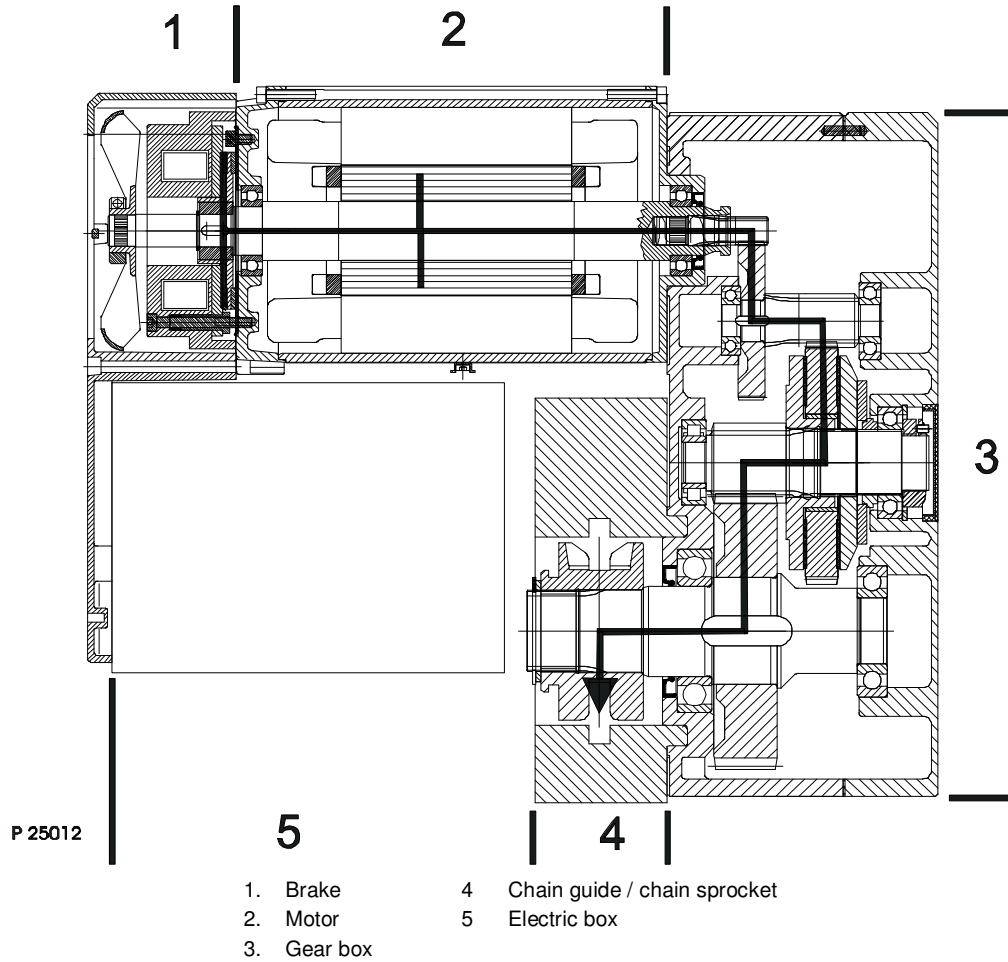 1
2
3
P 25012
5
4
1. Brake 4 Chain guide / chain sprocket
2. Motor 5 Electric box
3. Gear box